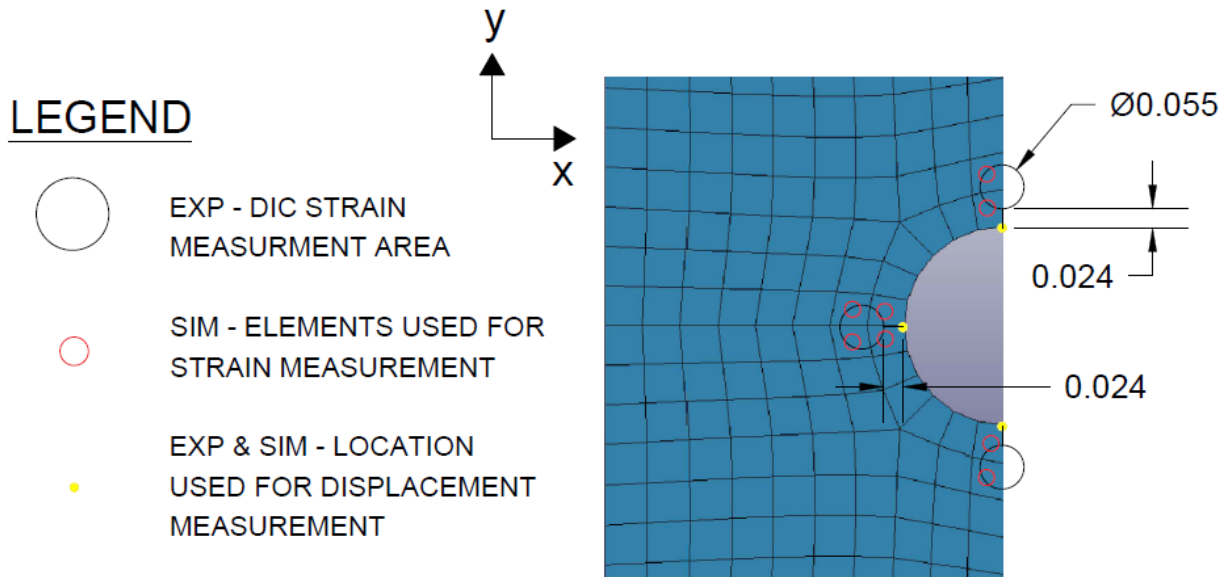 LEGEND
EXP - DIC STRAIN
MEASURMENT AREA
SIM - ELEMENTS USED FOR
STRAIN MEASUREMENT
EXP & SIM - LOCATION
USED FOR DISPLACEMENT
MEASUREMENT
y
x
Ø0.055
0.024
0.024